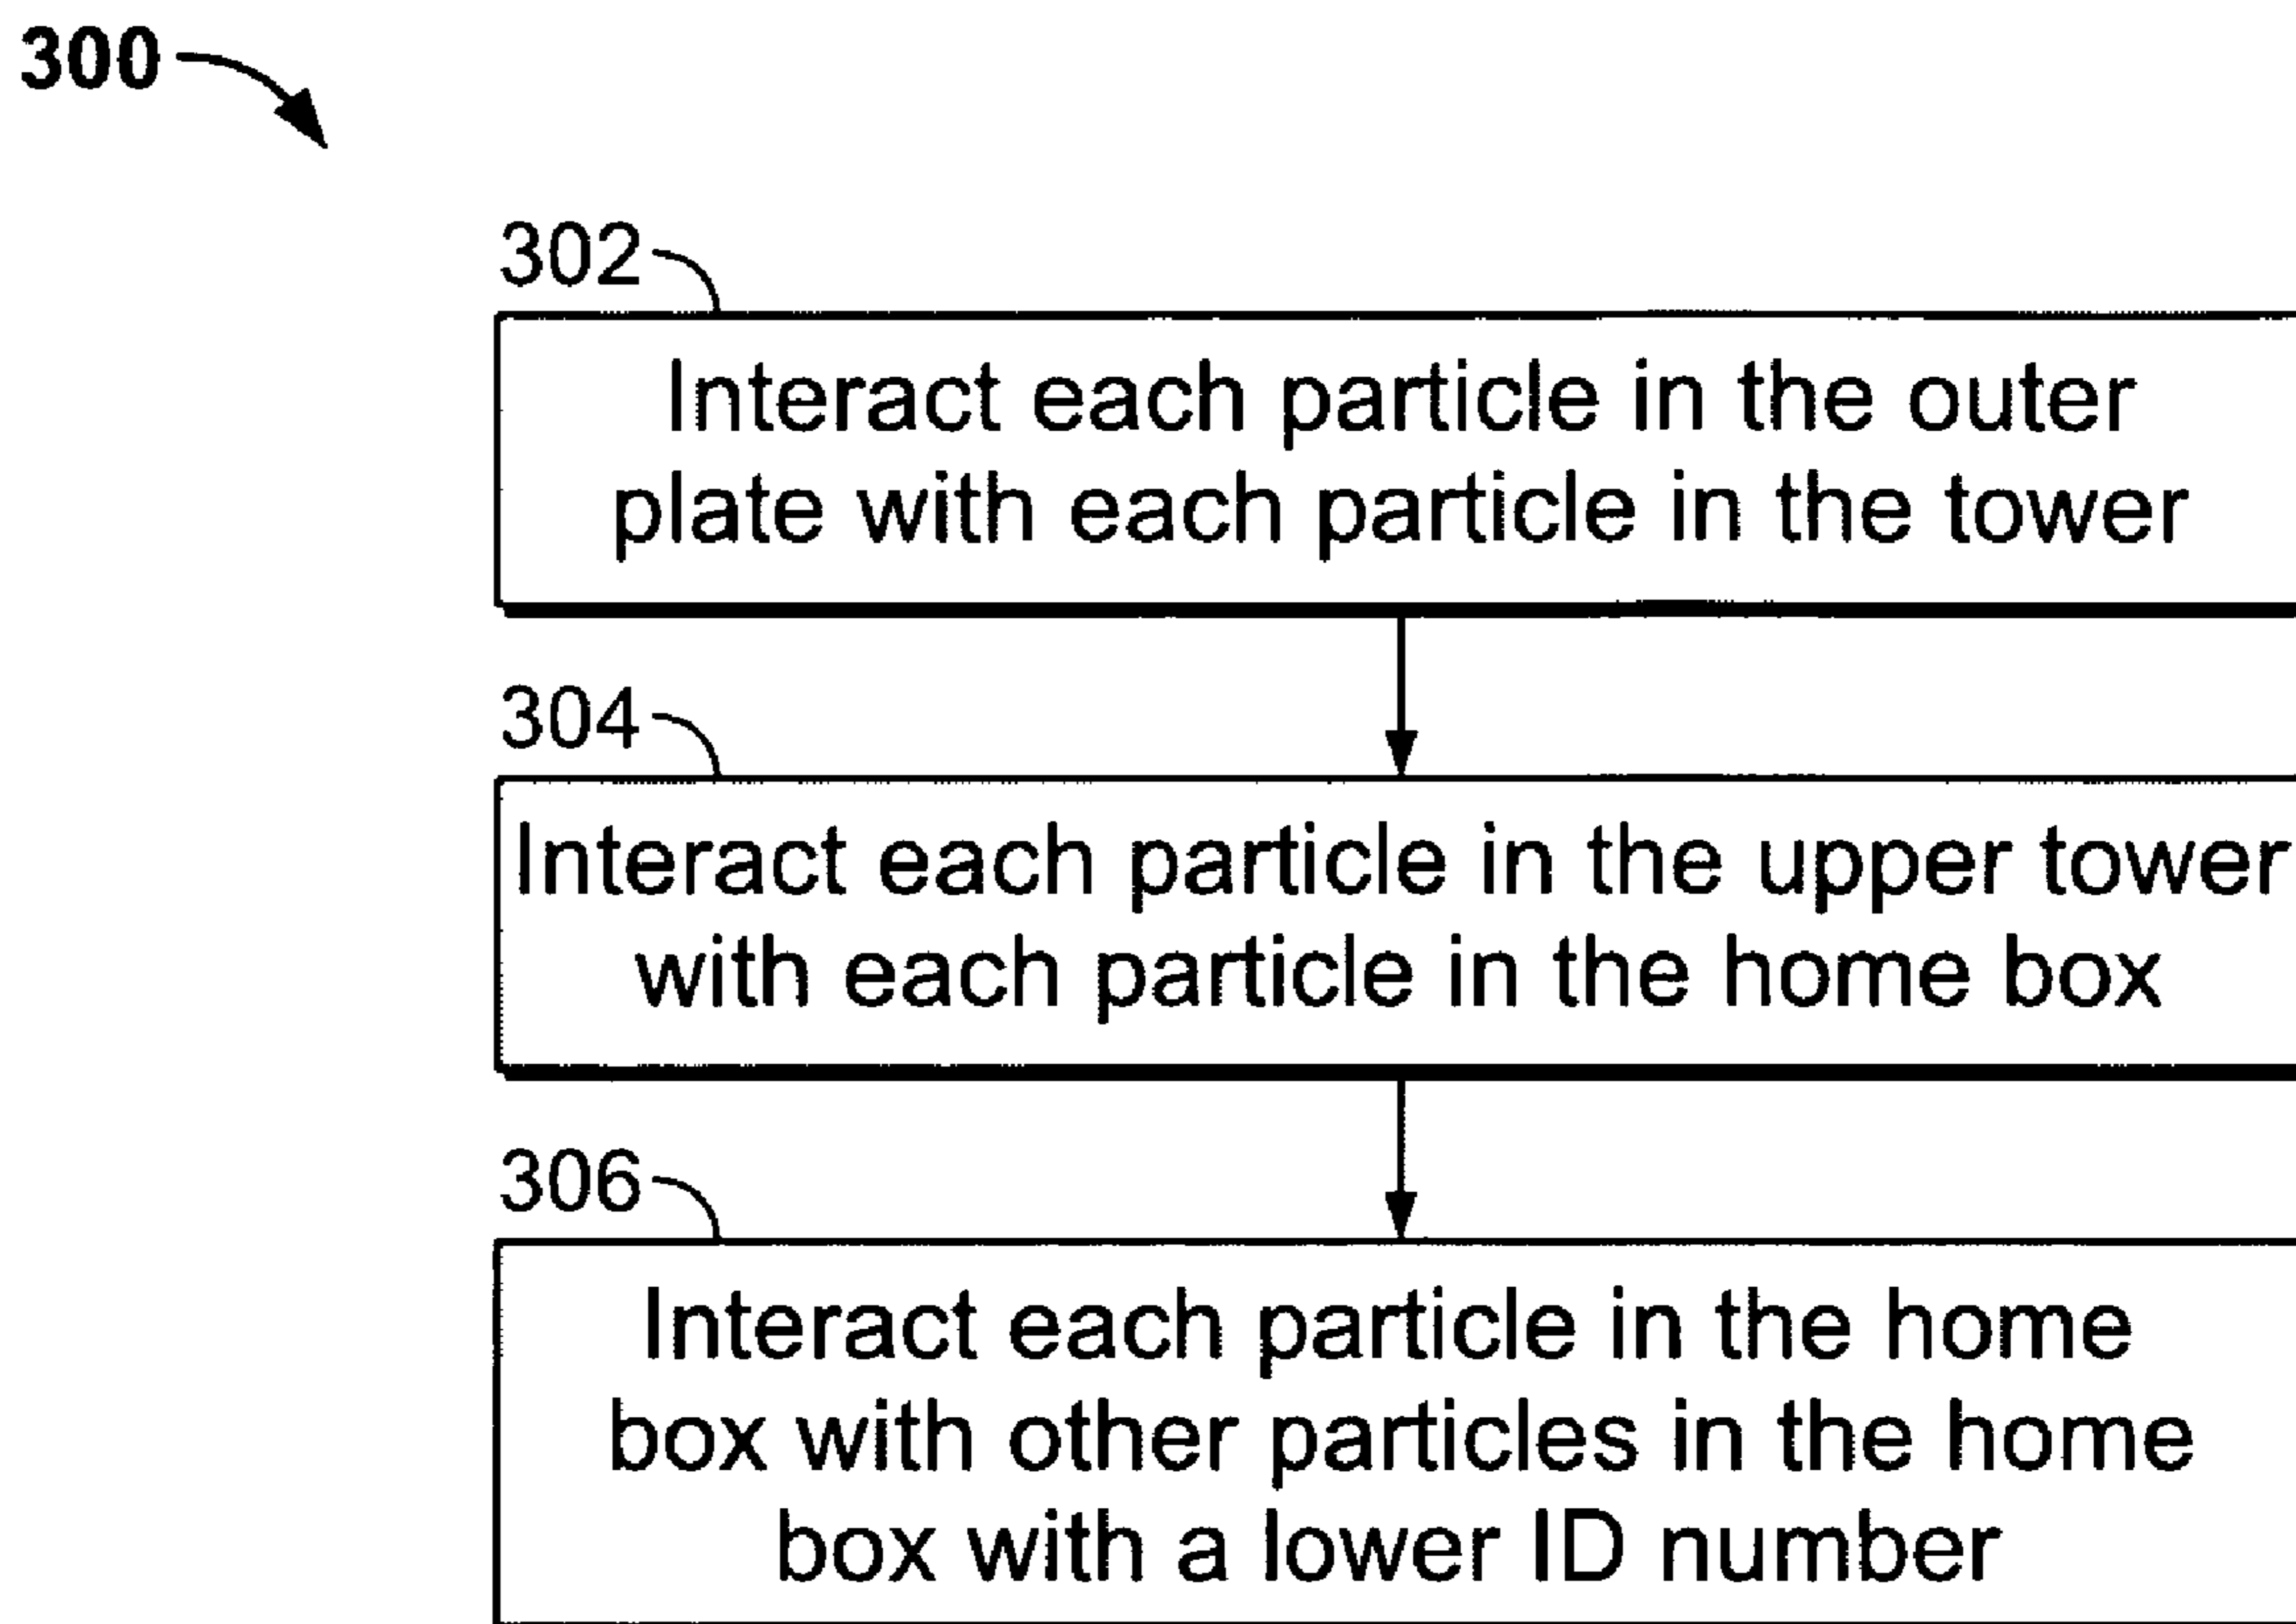 300
302
Interact each particle in the outer
plate with each particle in the tower
304
Interact each particle in the upper tower
with each particle in the home box
306
Interact each particle in the home
box with other particles in the home
box with a lower ID number